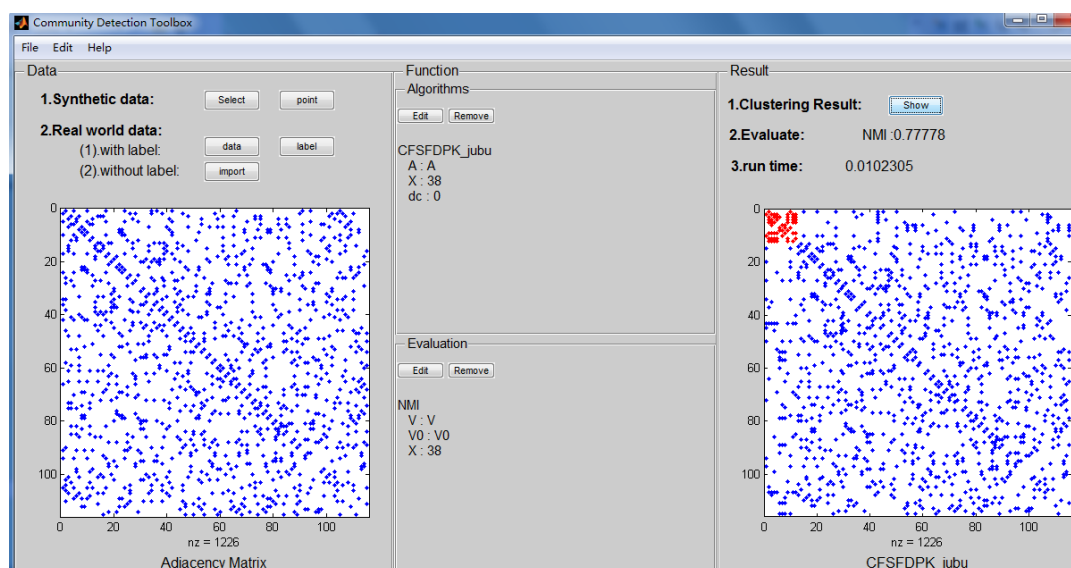 Community Detection Toolbox
File Edit Help
Data
1.Synthetic data: Select point
2.Real world data:
(1).with label: data label
(2).without label: import
0
20
40
60
80
100
0 20 40 60 80 100
nz = 1226
Adjacency Matrix
Function
Algorithms
Edit Remove
CFSFDPK_jubu
A : A
X : 38
dc : 0
Evaluation
Edit Remove
NMI
V : V
V0 : V0
X : 38
Result
1.Clustering Result: Show
2.Evaluate: NMI :0.77778
3.run time: 0.0102305
0
20
40
60
80
100
0 20 40 60 80 100
nz = 1226
CFSFDPK_jubu